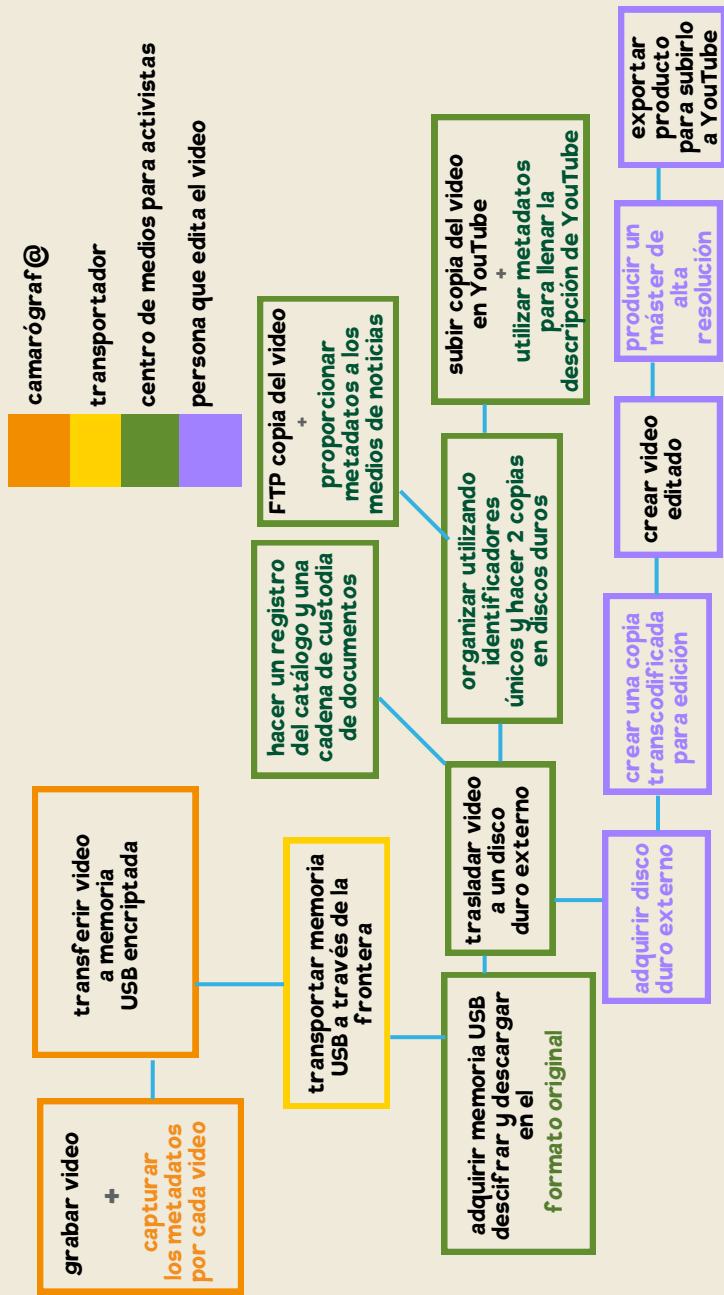 camarógraf@
transportador
centro de medios para activistas
persona que edita el video
grabar video
+
capturar
los metadatos
por cada video
transferir video
a memoria
USB encriptada
transportar memoria
USB a través de la
frontera
adquirir memoria USB
descifrar y descargar
en el
formato original
trasladar video
a un disco
duro externo
hacer un registro
del catálogo y una
cadena de custodia
de documentos
organizar utilizando
identificadores
únicos y hacer 2 copias
en discos duros
FTP copia del video
+
proporcionar
metadatos a los
medios de noticias
subir copia del video
en YouTube
+
utilizar metadatos
para llenar la
descripción de YouTube
adquirir disco
duro externo
crear una copia
transcodificada
para edición
crear video
editado
producir un
máster de
alta
resolución
exportar
producto
para subirlo
a YouTube